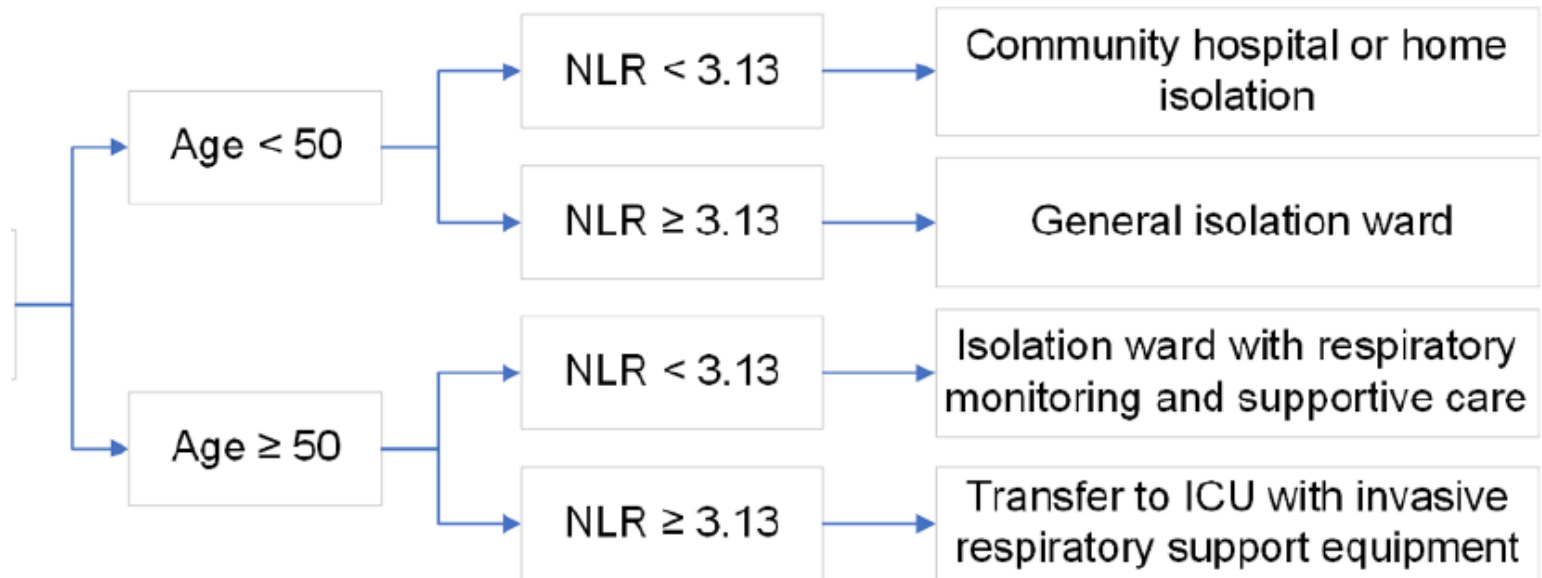 Age < 50
NLR < 3.13
Community hospital or home
isolation
NLR ≥ 3.13
General isolation ward
Age ≥ 50
NLR < 3.13
Isolation ward with respiratory
monitoring and supportive care
NLR ≥ 3.13
Transfer to ICU with invasive
respiratory support equipment